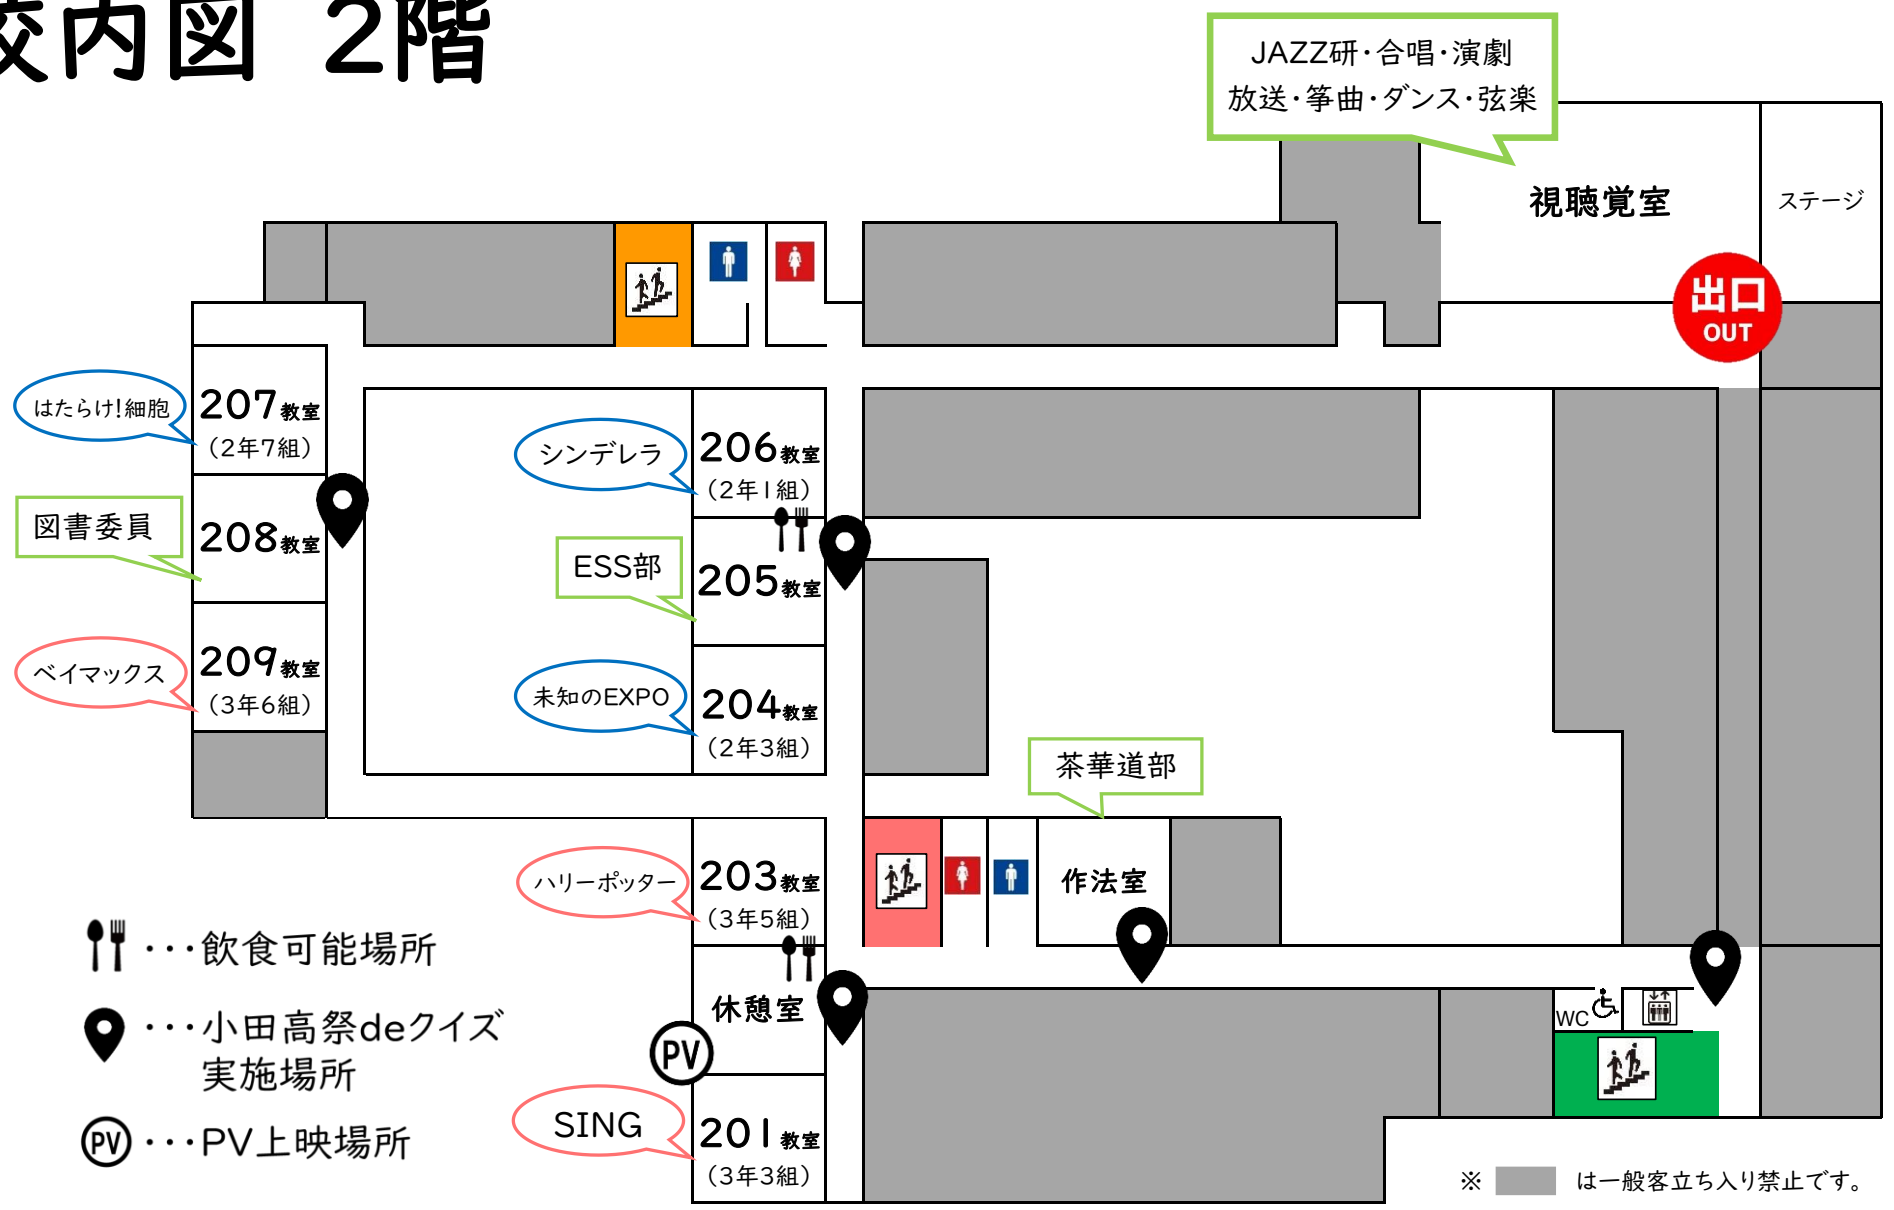 校内図 2階
JAZZ研・合唱・演劇
放送・箏曲・ダンス・弦楽
視聴覚室
ステージ
出口
OUT
はたらけ!細胞
207教室
(2年7組)
シンデレラ
206教室
(2年1組)
図書委員
208教室
ESS部
205教室
ベイマックス
209教室
(3年6組)
未知のEXPO
204教室
(2年3組)
茶華道部
ハリーポッター
203教室
(3年5組)
作法室
・・・飲食可能場所
休憩室
WC
・・・小田高祭deクイズ
実施場所
PV
SING
201教室
(3年3組)
PV
・・・PV上映場所
※ は一般客立ち入り禁止です。